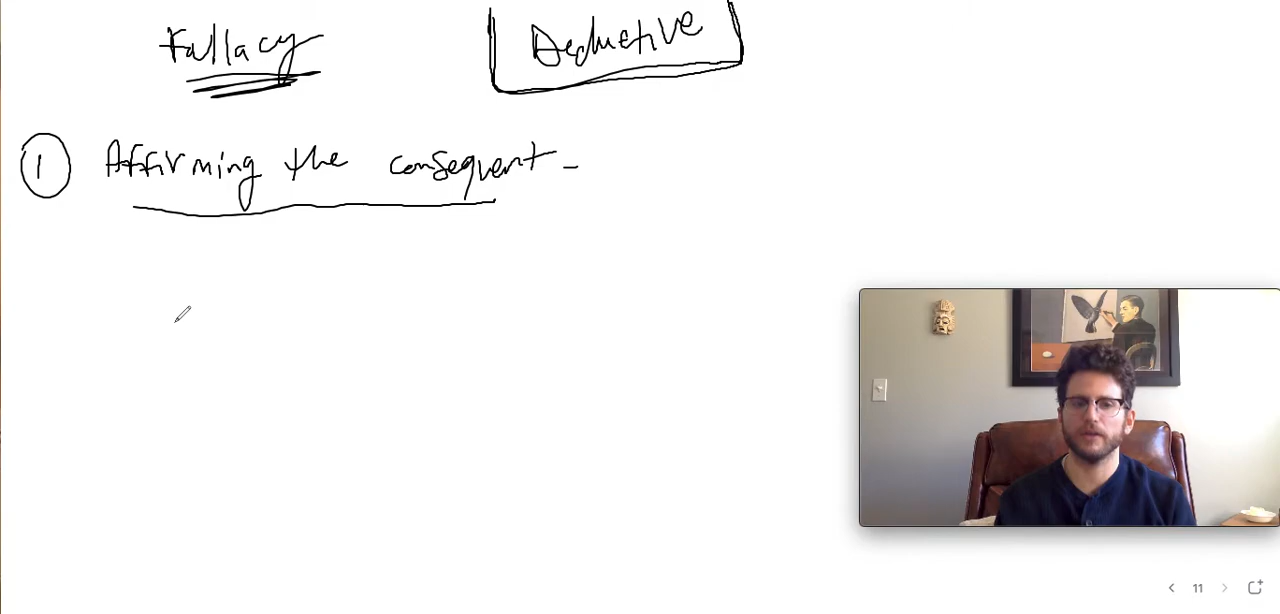 Fallacy Deductive
1 Affirming the consequent -
11